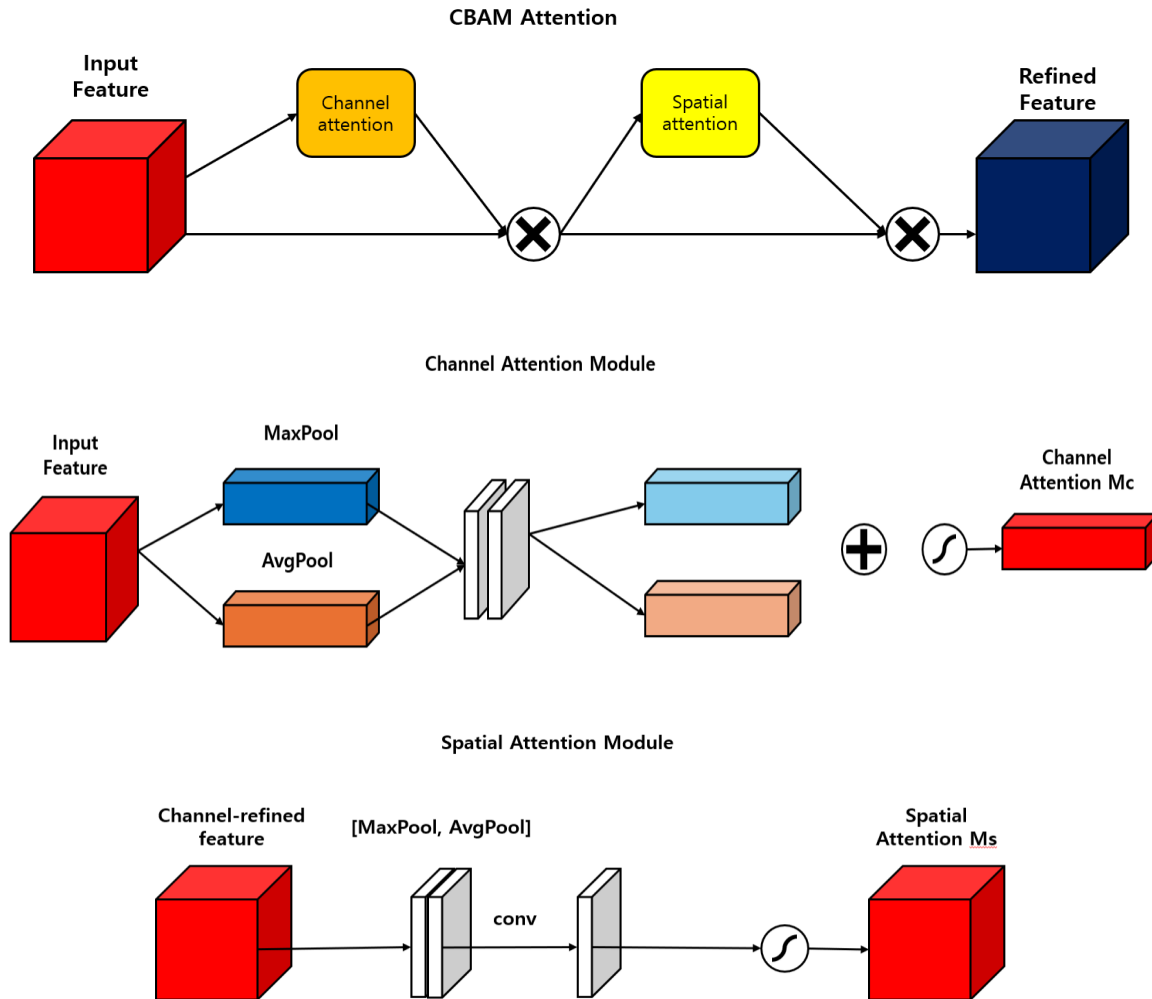 CBAM Attention
Input
Feature
Channel
attention
Spatial
attention
Refined
Feature
Channel Attention Module
Input
Feature
MaxPool
AvgPool
Channel
Attention Mc
Spatial Attention Module
Channel-refined
feature
[MaxPool, AvgPool]
conv
Spatial
Attention Ms